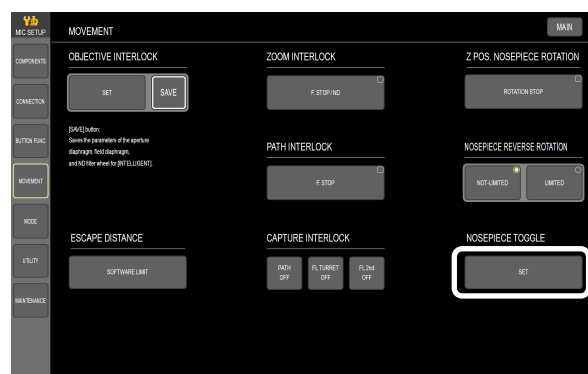 MIC SETUP
MOVEMENT
MAIN
COMPONENTS
CONNECTION
BUTTON FUNC
MOVEMENT
MODE
UTILITY
MAINTENANCE
OBJECTIVE INTERLOCK
SET
SAVE
[SAVE] button:
Saves the parameters of the aperture
diaphragm, field diaphragm,
and ND filter wheel for [INTELLIGENT].
ESCAPE DISTANCE
SOFTWARE LIMIT
ZOOM INTERLOCK
F. STOP / ND
PATH INTERLOCK
F. STOP
CAPTURE INTERLOCK
PATH
OFF
FL TURRET
OFF
FL 2nd
OFF
Z POS. NOSEPIECE ROTATION
ROTATION STOP
NOSEPIECE REVERSE ROTATION
NOT-LIMITED
LIMITED
NOSEPIECE TOGGLE
SET